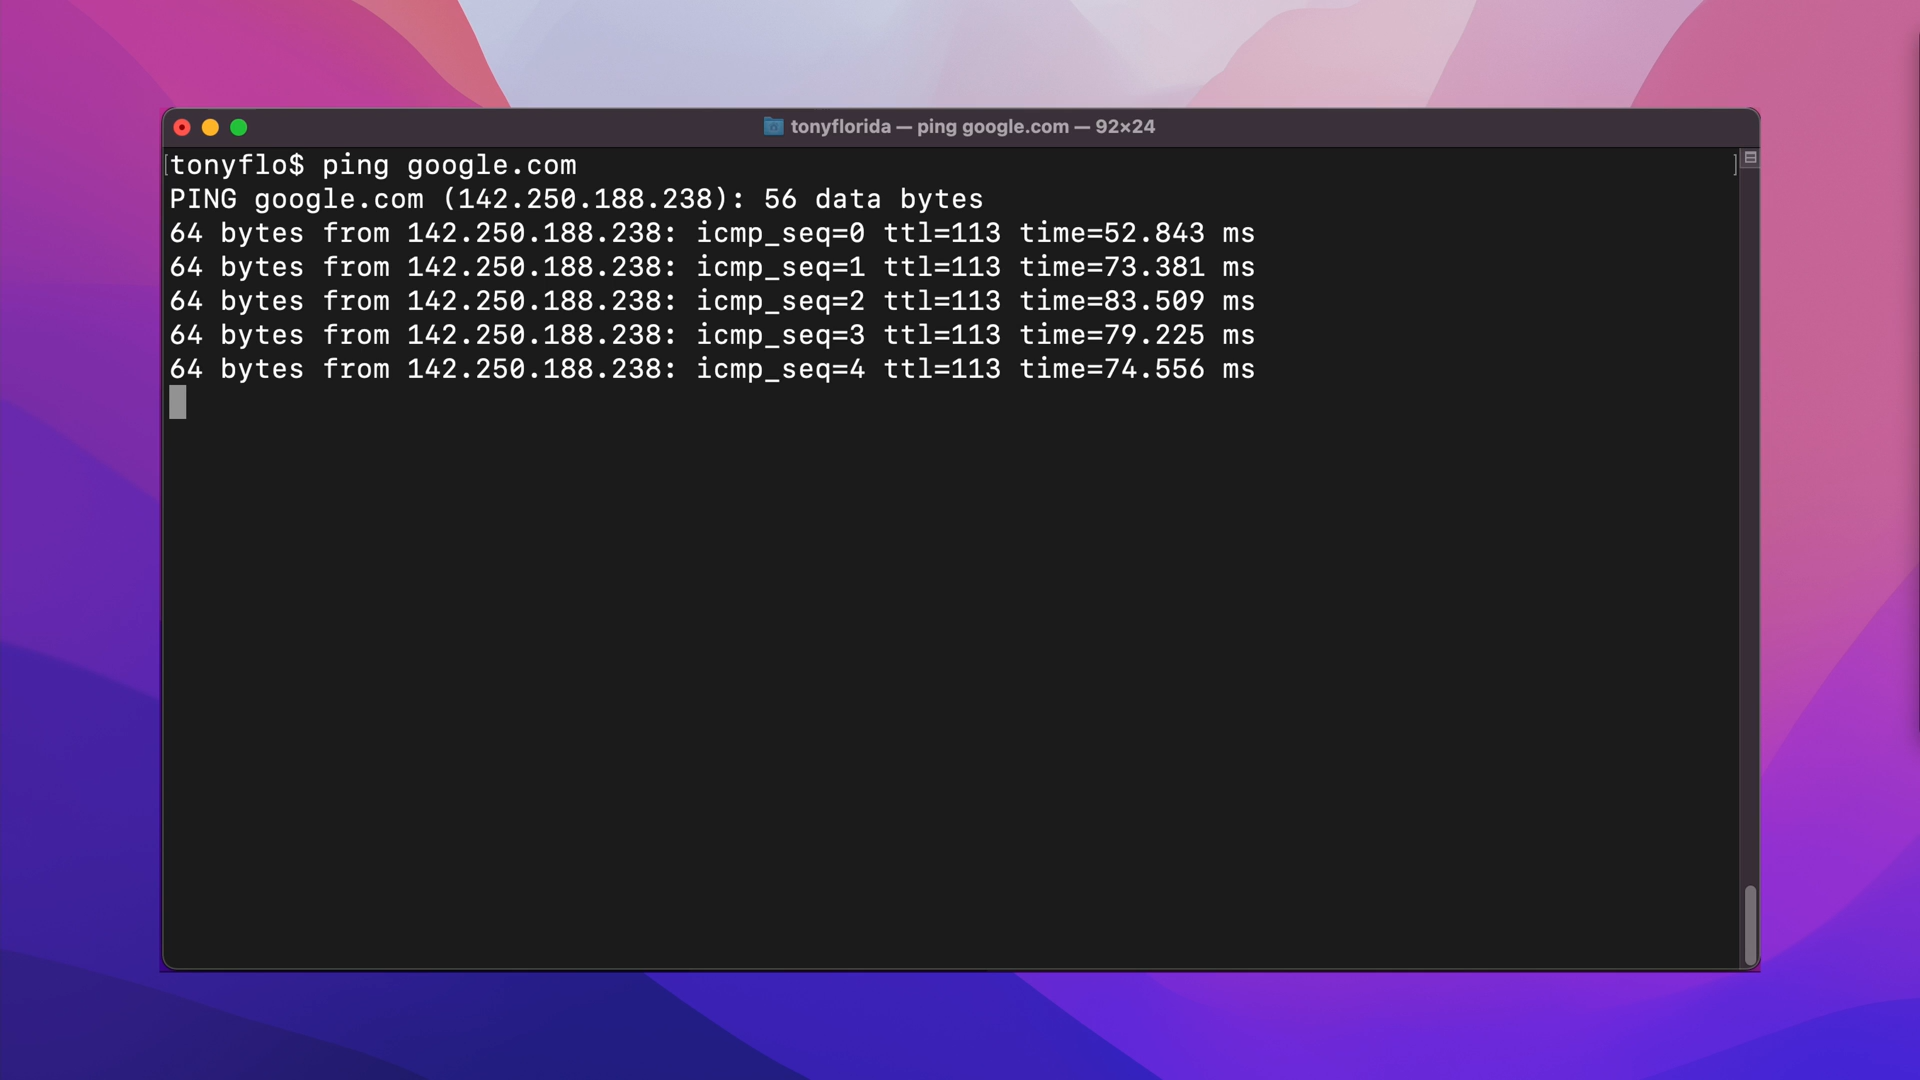 tonyflorida — ping google.com — 92×24
[tonyflo$ ping google.com ]
PING google.com (142.250.188.238): 56 data bytes
64 bytes from 142.250.188.238: icmp_seq=0 ttl=113 time=52.843 ms
64 bytes from 142.250.188.238: icmp_seq=1 ttl=113 time=73.381 ms
64 bytes from 142.250.188.238: icmp_seq=2 ttl=113 time=83.509 ms
64 bytes from 142.250.188.238: icmp_seq=3 ttl=113 time=79.225 ms
64 bytes from 142.250.188.238: icmp_seq=4 ttl=113 time=74.556 ms